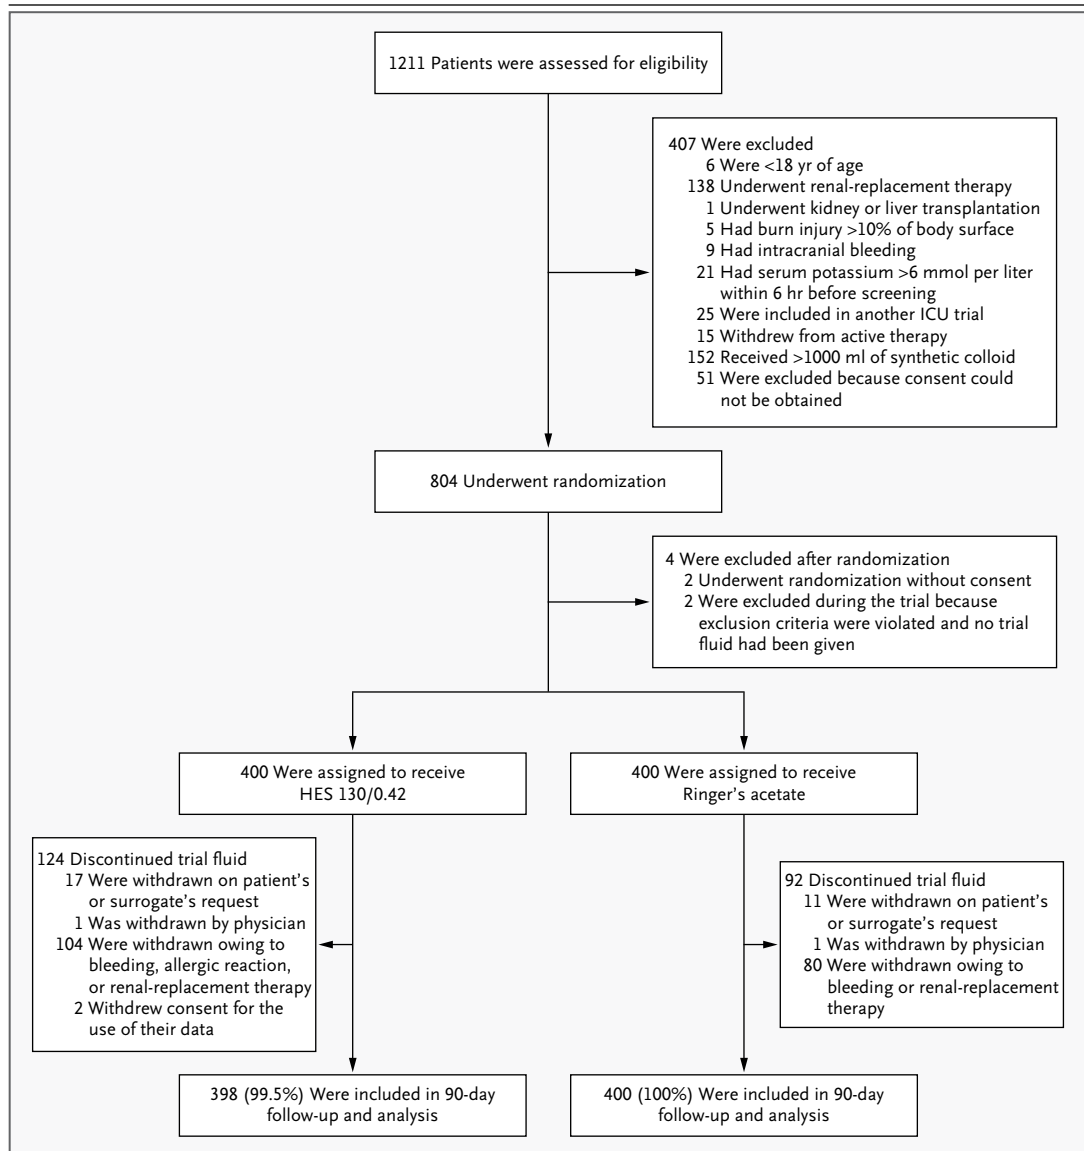 1211 Patients were assessed for eligibility
407 Were excluded
6 Were <18 yr of age
138 Underwent renal-replacement therapy
1 Underwent kidney or liver transplantation
5 Had burn injury >10% of body surface
9 Had intracranial bleeding
21 Had serum potassium >6 mmol per liter
within 6 hr before screening
25 Were included in another ICU trial
15 Withdrew from active therapy
152 Received >1000 ml of synthetic colloid
51 Were excluded because consent could
not be obtained
804 Underwent randomization
4 Were excluded after randomization
2 Underwent randomization without consent
2 Were excluded during the trial because
exclusion criteria were violated and no trial
fluid had been given
400 Were assigned to receive
HES 130/0.42
400 Were assigned to receive
Ringer's acetate
124 Discontinued trial fluid
17 Were withdrawn on patient's
or surrogate's request
1 Was withdrawn by physician
104 Were withdrawn owing to
bleeding, allergic reaction,
or renal-replacement therapy
2 Withdrew consent for the
use of their data
92 Discontinued trial fluid
11 Were withdrawn on patient's
or surrogate's request
1 Was withdrawn by physician
80 Were withdrawn owing to
bleeding or renal-replacement
therapy
398 (99.5%) Were included in 90-day
follow-up and analysis
400 (100%) Were included in 90-day
follow-up and analysis